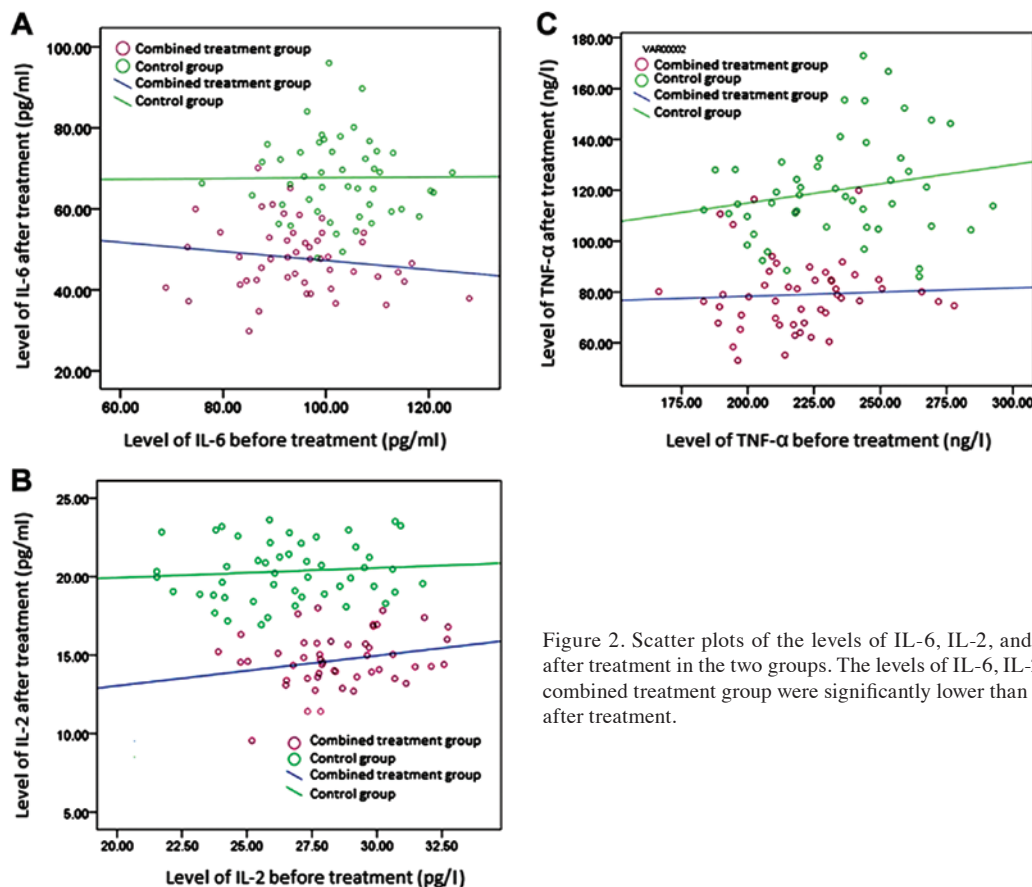 A
100.00
80.00
60.00
40.00
20.00
Level of IL-6 after treatment (pg/ml)
Combined treatment group
Control group
Combined treatment group
Control group
60.00 80.00 100.00 120.00
Level of IL-6 before treatment (pg/ml)
B
25.00
20.00
15.00
10.00
5.00
Level of IL-2 after treatment (pg/ml)
Combined treatment group
Control group
Combined treatment group
Control group
20.00 22.50 25.00 27.50 30.00 32.50
Level of IL-2 before treatment (pg/l)
C
180.00
160.00
140.00
120.00
100.00
80.00
60.00
Level of TNF-α after treatment (ng/l)
VAR00002
Combined treatment group
Control group
Combined treatment group
Control group
175.00 200.00 225.00 250.00 275.00 300.00
Level of TNF-α before treatment (ng/l)
Figure 2. Scatter plots of the levels of IL-6, IL-2, and
after treatment in the two groups. The levels of IL-6, IL-
combined treatment group were significantly lower than
after treatment.